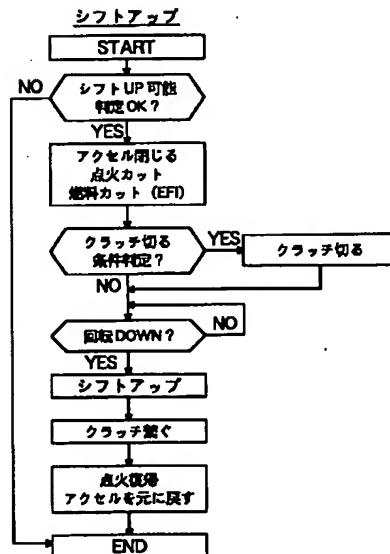 シフトアップ
START
NO
シフトUP可能
判定OK?
YES
アクセル閉じる
点火カット
燃料カット (EFI)
クラッチ切る
条件判定?
YES
クラッチ切る
NO
回転DOWN?
NO
YES
シフトアップ
クラッチ繋ぐ
点火復帰
アクセルを元に戻す
END